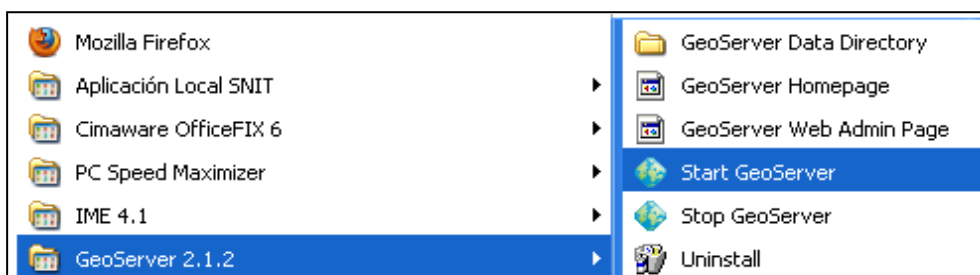 Mozilla Firefox
Aplicación Local SNIT
Cimaware OfficeFIX 6
PC Speed Maximizer
IME 4.1
GeoServer 2.1.2
GeoServer Data Directory
GeoServer Homepage
GeoServer Web Admin Page
Start GeoServer
Stop GeoServer
Uninstall